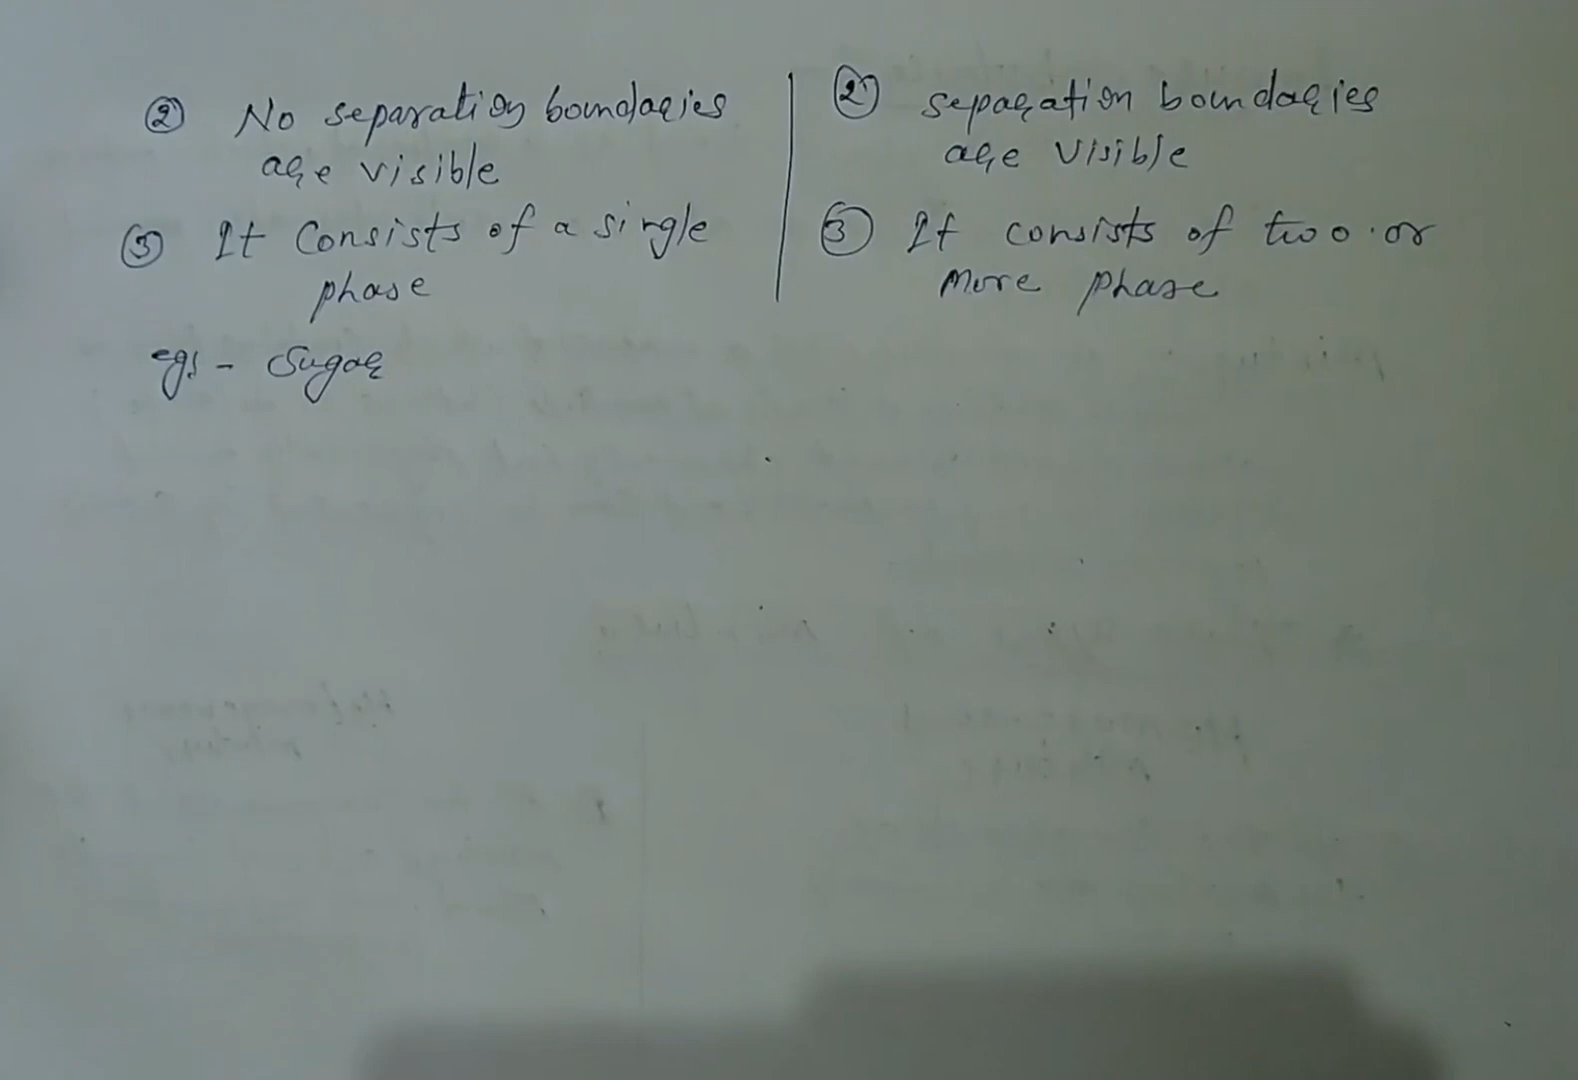 ② No separation boundaries
are visible
③ It Consists of a single
phase
egs - Sugar
② separation boundaries
are visible
③ It consists of two or
more phase